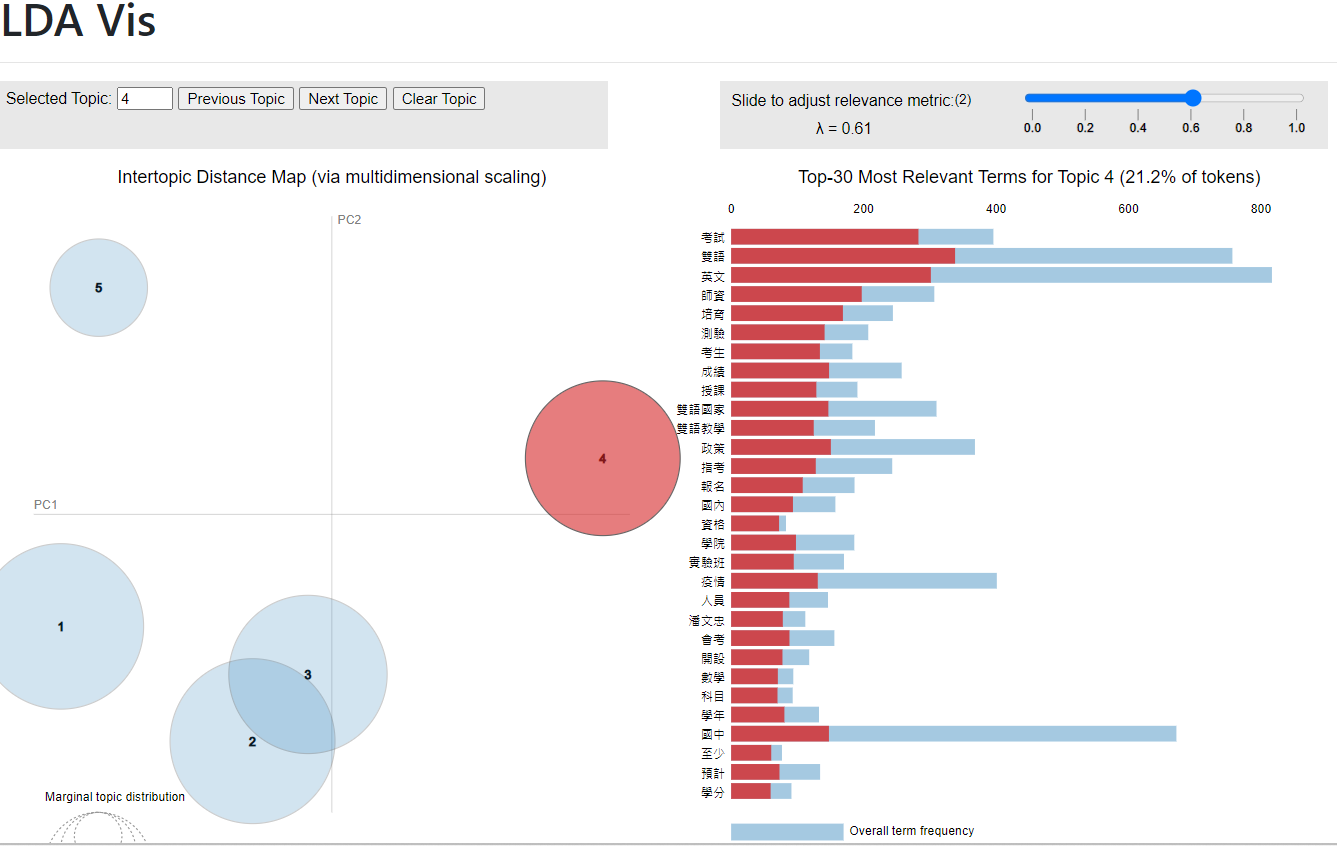 LDA Vis
Selected Topic: 4 Previous Topic Next Topic Clear Topic
Slide to adjust relevance metric:(2)
λ = 0.61
0.0 0.2 0.4 0.6 0.8 1.0
Intertopic Distance Map (via multidimensional scaling)
PC2
PC1
5
4
1
3
2
Marginal topic distribution
Top-30 Most Relevant Terms for Topic 4 (21.2% of tokens)
0 200 400 600 800
考試
雙語
英文
師資
培育
測驗
考生
成績
授課
雙語國家
雙語教學
政策
指考
報名
國內
資格
學院
實驗班
疫情
人員
潘文忠
會考
開設
數學
科目
學年
國中
至少
預計
學分
Overall term frequency